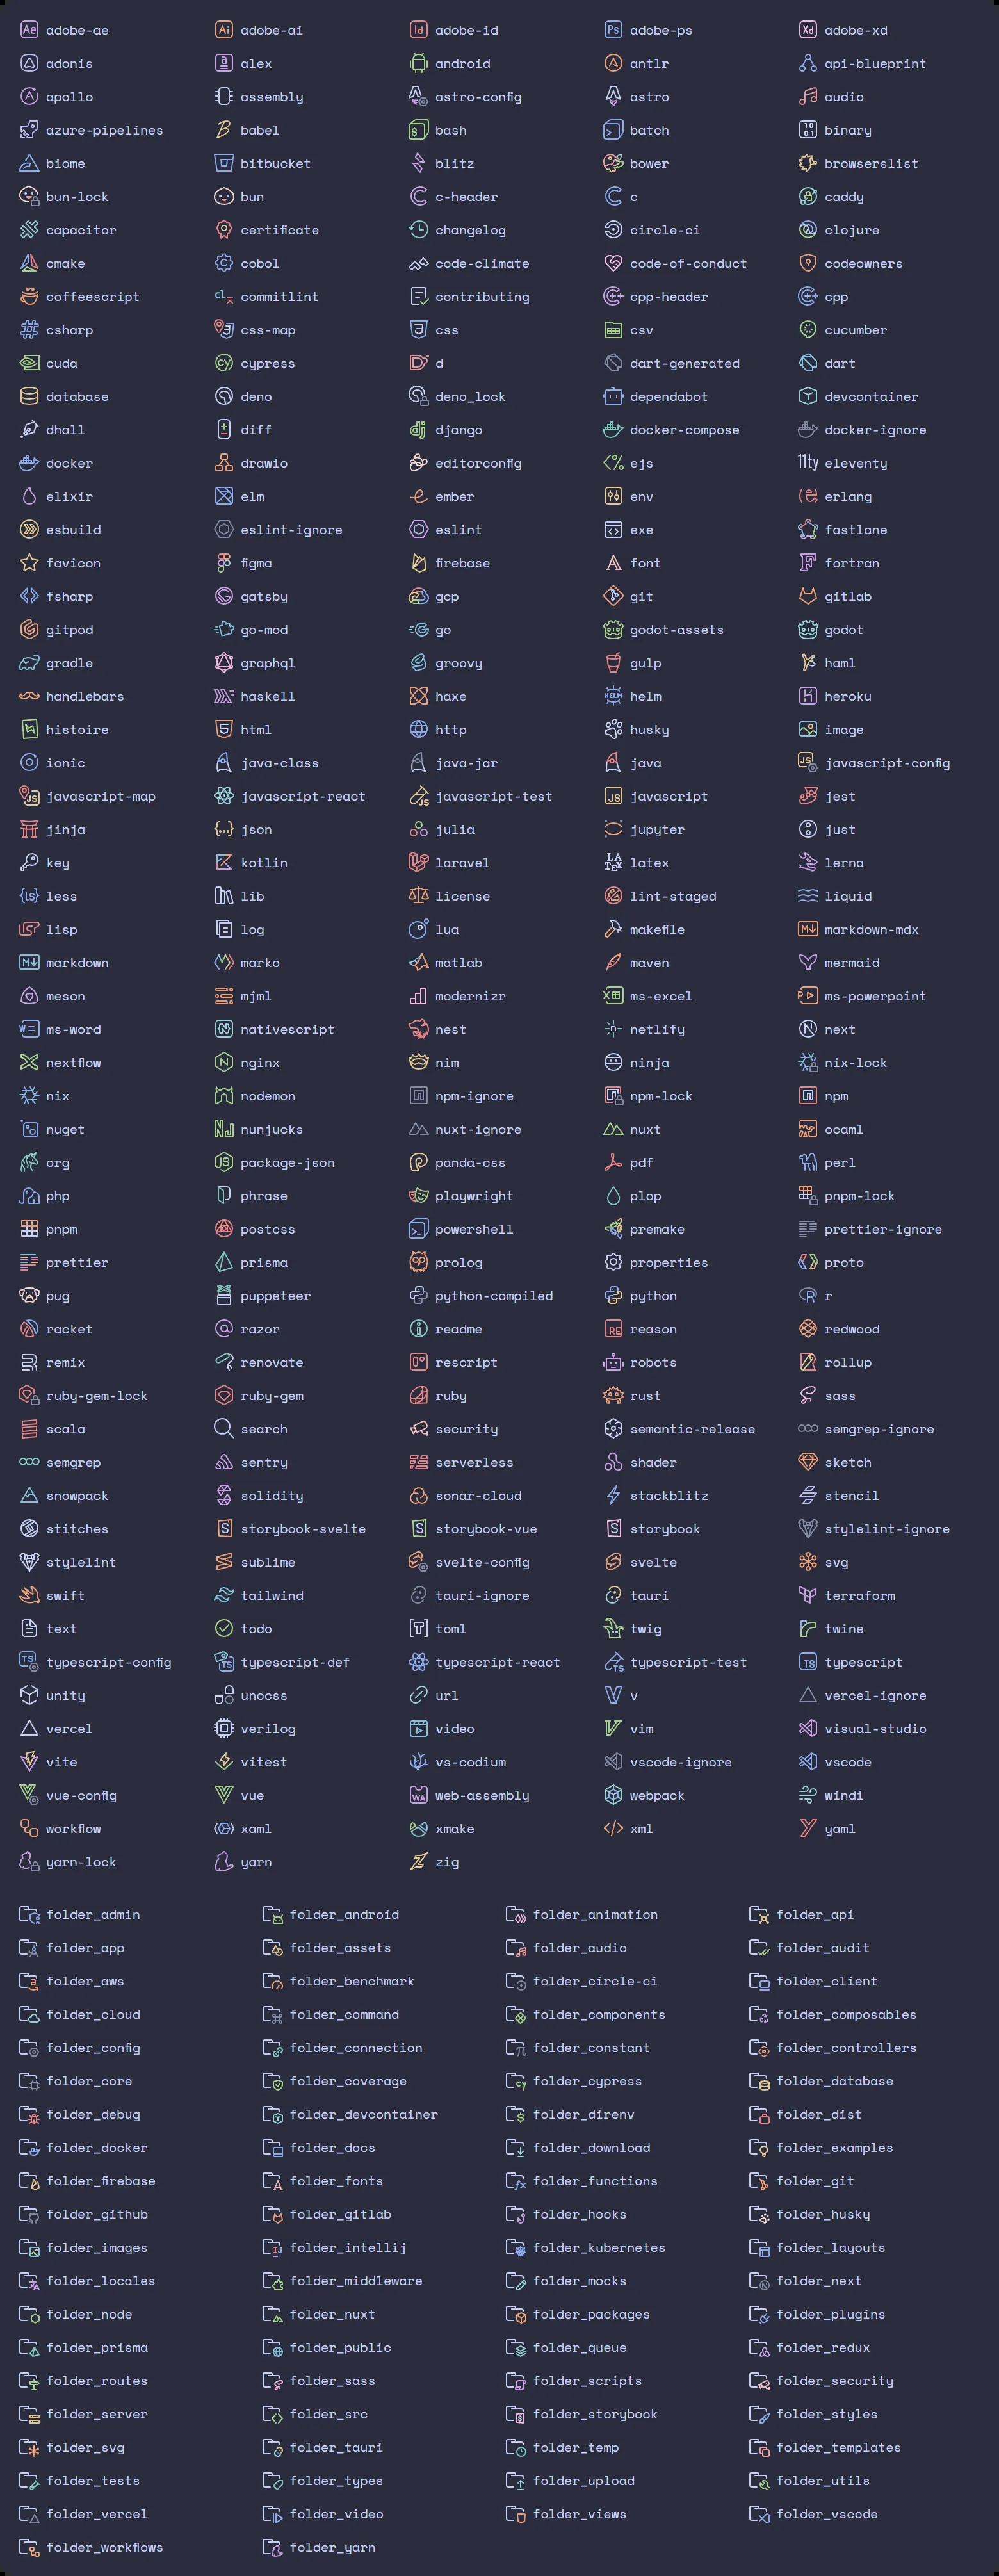 adobe-ae adobe-ai adobe-id adobe-ps adobe-xd
adonis alex android antlr api-blueprint
apollo assembly astro-config astro audio
azure-pipelines babel bash batch binary
biome bitbucket blitz bower browserslist
bun-lock bun c-header c caddy
capacitor certificate changelog circle-ci clojure
cmake cobol code-climate code-of-conduct codeowners
coffeescript commitlint contributing cpp-header cpp
csharp css-map css csv cucumber
cuda cypress d dart-generated dart
database deno deno_lock dependabot devcontainer
dhall diff django docker-compose docker-ignore
docker drawio editorconfig ejs eleventy
elixir elm ember env erlang
esbuild eslint-ignore eslint exe fastlane
favicon figma firebase font fortran
fsharp gatsby gcp git gitlab
gitpod go-mod go godot-assets godot
gradle graphql groovy gulp haml
handlebars haskell haxe helm heroku
histoire html http husky image
ionic java-class java-jar java javascript-config
javascript-map javascript-react javascript-test javascript jest
jinja json julia jupyter just
key kotlin laravel latex lerna
less lib license lint-staged liquid
lisp log lua makefile markdown-mdx
markdown marko matlab maven mermaid
meson mjml modernizr ms-excel ms-powerpoint
ms-word nativescript nest netlify next
nextflow nginx nim ninja nix-lock
nix nodemon npm-ignore npm-lock npm
nuget nunjucks nuxt-ignore nuxt ocaml
org package-json panda-css pdf perl
php phrase playwright plop pnpm-lock
pnpm postcss powershell premake prettier-ignore
prettier prisma prolog properties proto
pug puppeteer python-compiled python r
racket razor readme reason redwood
remix renovate rescript robots rollup
ruby-gem-lock ruby-gem ruby rust sass
scala search security semantic-release semgrep-ignore
semgrep sentry serverless shader sketch
snowpack solidity sonar-cloud stackblitz stencil
stitches storybook-svelte storybook-vue storybook stylelint-ignore
stylelint sublime svelte-config svelte svg
swift tailwind tauri-ignore tauri terraform
text todo toml twig twine
typescript-config typescript-def typescript-react typescript-test typescript
unity unocss url v vercel-ignore
vercel verilog video vim visual-studio
vite vitest vs-codium vscode-ignore vscode
vue-config vue web-assembly webpack windi
workflow xaml xmake xml yaml
yarn-lock yarn zig
folder_admin folder_android folder_animation folder_api
folder_app folder_assets folder_audio folder_audit
folder_aws folder_benchmark folder_circle-ci folder_client
folder_cloud folder_command folder_components folder_composables
folder_config folder_connection folder_constant folder_controllers
folder_core folder_coverage folder_cypress folder_database
folder_debug folder_devcontainer folder_direnv folder_dist
folder_docker folder_docs folder_download folder_examples
folder_firebase folder_fonts folder_functions folder_git
folder_github folder_gitlab folder_hooks folder_husky
folder_images folder_intellij folder_kubernetes folder_layouts
folder_locales folder_middleware folder_mocks folder_next
folder_node folder_nuxt folder_packages folder_plugins
folder_prisma folder_public folder_queue folder_redux
folder_routes folder_sass folder_scripts folder_security
folder_server folder_src folder_storybook folder_styles
folder_svg folder_tauri folder_temp folder_templates
folder_tests folder_types folder_upload folder_utils
folder_vercel folder_video folder_views folder_vscode
folder_workflows folder_yarn